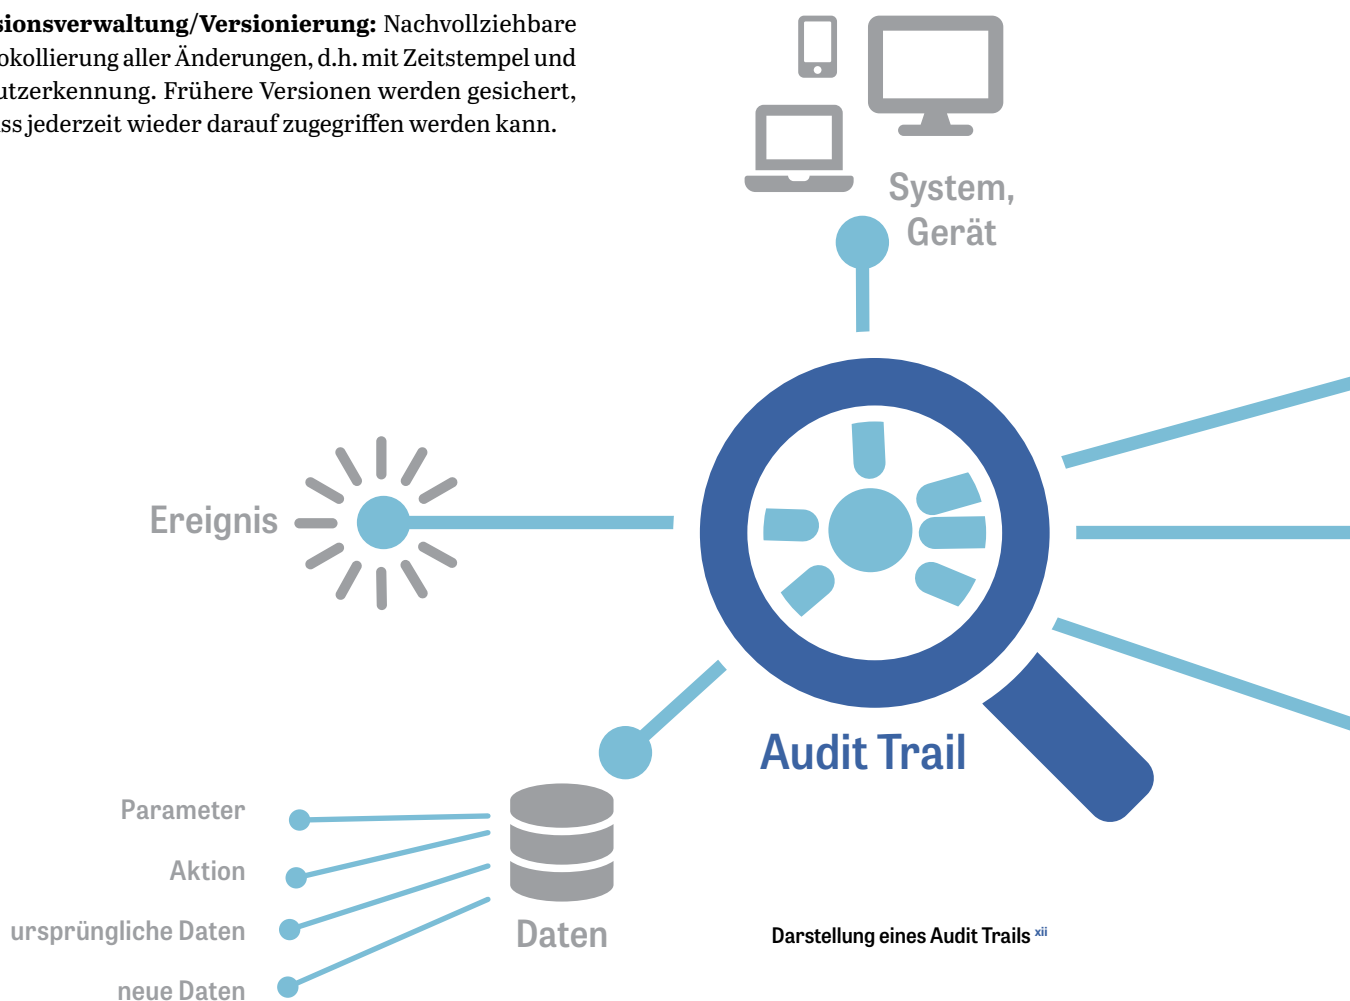 sionsverwaltung/Versionierung: Nachvollziehbare
okollierung aller Änderungen, d.h. mit Zeitstempel und
utzerkennung. Frühere Versionen werden gesichert,
ss jederzeit wieder darauf zugegriffen werden kann.
System,
Gerät
Ereignis
Audit Trail
Parameter
Aktion
ursprüngliche Daten
neue Daten
Daten
Darstellung eines Audit Trails xii